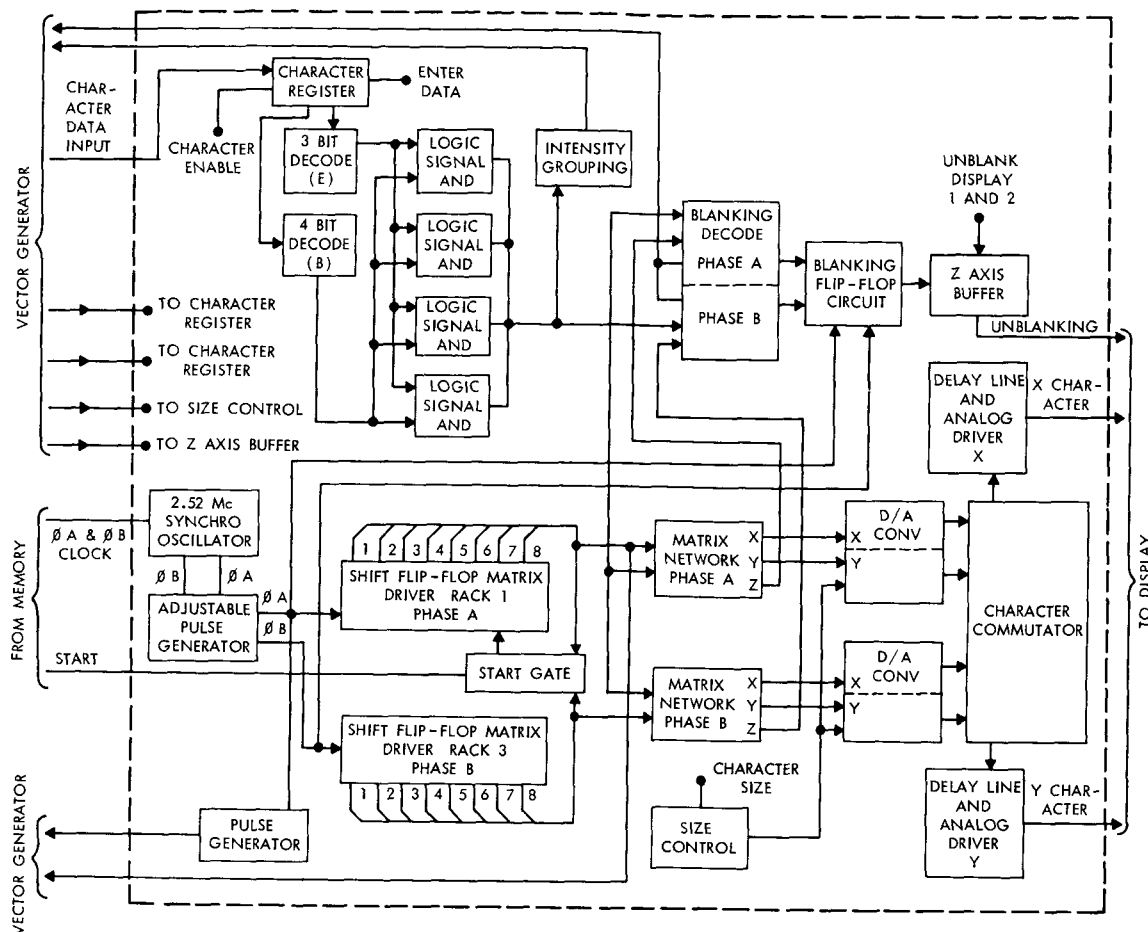 VECTOR GENERATOR
CHAR-
ACTER
DATA
INPUT
CHARACTER
REGISTER
ENTER
DATA
CHARACTER
ENABLE
3 BIT
DECODE
(E)
4 BIT
DECODE
(B)
LOGIC
SIGNAL
AND
LOGIC
SIGNAL
AND
LOGIC
SIGNAL
AND
LOGIC
SIGNAL
AND
INTENSITY
GROUPING
BLANKING
DECODE
PHASE A
PHASE B
BLANKING
FLIP-FLOP
CIRCUIT
UNBLANK
DISPLAY
1 AND 2
Z AXIS
BUFFER
UNBLANKING
TO CHARACTER
REGISTER
TO CHARACTER
REGISTER
TO SIZE CONTROL
TO Z AXIS BUFFER
DELAY LINE
AND
ANALOG
DRIVER
X
X CHAR-
ACTER
FROM MEMORY
ØA & ØB
CLOCK
2.52 Mc
SYNCHRO
OSCILLATOR
ØB
ØA
ADJUSTABLE
PULSE
GENERATOR
ØA
ØB
START
1 2 3 4 5 6 7 8
SHIFT FLIP-FLOP MATRIX
DRIVER RACK 1
PHASE A
START GATE
SHIFT FLIP-FLOP MATRIX
DRIVER RACK 3
PHASE B
1 2 3 4 5 6 7 8
MATRIX
NETWORK
PHASE A
X
Y
Z
D/A
CONV
X
Y
MATRIX
NETWORK
PHASE B
X
Y
Z
D/A
CONV
X
Y
CHARACTER
COMMUTATOR
TO DISPLAY
CHARACTER
SIZE
SIZE
CONTROL
DELAY LINE
AND
ANALOG
DRIVER
Y
Y CHAR-
ACTER
PULSE
GENERATOR
VECTOR GENERATOR